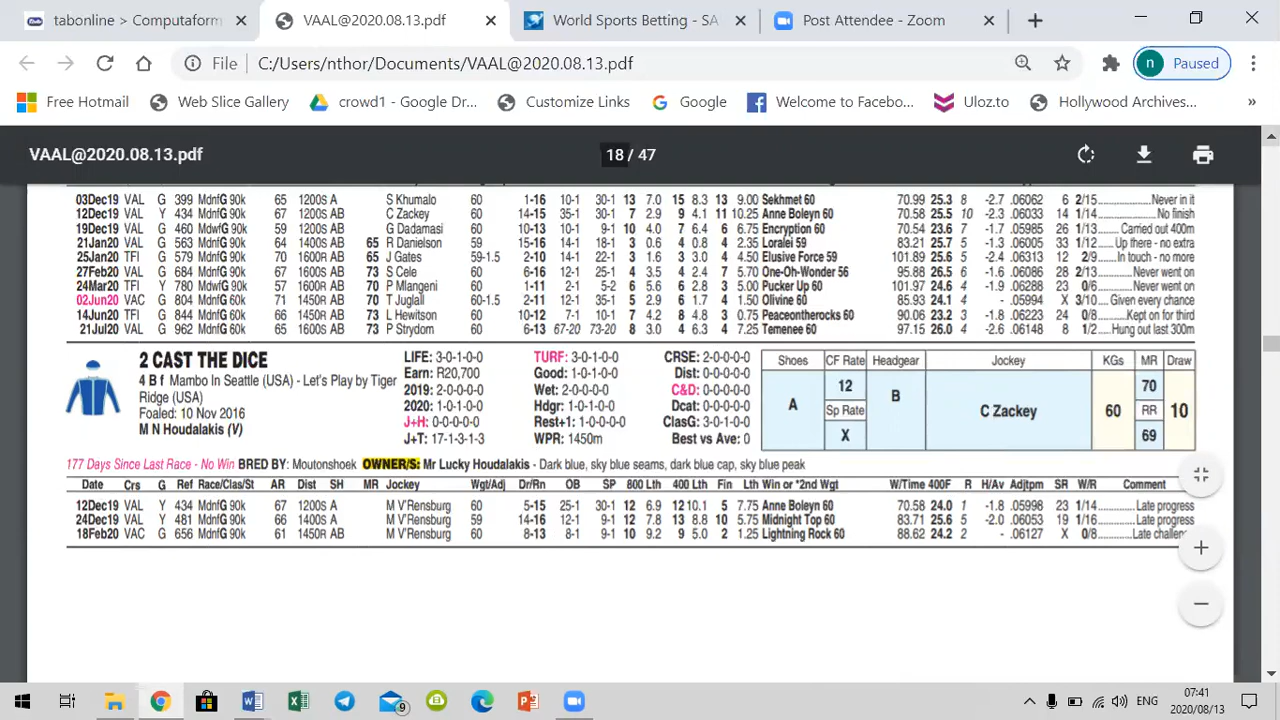 tabonline > Computaform
VAAL@2020.08.13.pdf
World Sports Betting - SA
Post Attendee - Zoom
File | C:/Users/nthor/Documents/VAAL@2020.08.13.pdf
n Paused
Free Hotmail Web Slice Gallery crowd1 - Google Dr... Customize Links Google Welcome to Facebo... Uloz.to Hollywood Archives... »
VAAL@2020.08.13.pdf 18 / 47
03Dec19 VAL G 399 MdnfG 90k 65 1200S A S Khumalo 60 1-16 10-1 30-1 13 7.0 15 8.3 13 9.00 Sekhmet 60 70.99 25.3 8 -2.7 .06062 6 2/15 Never in it
12Dec19 VAL Y 434 MdnfG 90k 67 1200S AB C Zackey 60 14-15 35-1 30-1 7 2.9 9 4.1 11 10.25 Anne Boleyn 60 70.58 25.5 10 -2.3 .06033 14 1/14 No finish
19Dec19 VAL G 460 MdwfG 90k 59 1200S AB G Dadamasi 60 10-13 10-1 9-1 10 4.0 7 6.4 6 6.75 Encryption 60 70.54 23.6 7 -1.7 .05985 26 1/13 Carried out 400m
21Jan20 VAL G 563 MdnfG 90k 64 1400S AB 65 R Danielson 59 15-16 14-1 18-1 3 0.6 4 0.8 4 2.35 Loralei 59 83.21 25.7 5 -1.3 .06005 33 1/12 Up there - no extra
25Jan20 TFI G 579 MdnfG 90k 70 1600R AB 65 J Gates 59-1.5 2-10 14-1 22-1 3 1.6 3 3.0 4 4.50 Elusive Force 59 101.89 25.6 5 -2.4 .06313 12 2/9 In touch - no more
27Feb20 VAL G 684 MdnfG 90k 67 1600S AB 73 S Cele 60 6-16 12-1 25-1 4 3.5 4 2.4 7 5.70 One-Oh-Wonder 56 95.88 26.5 6 -1.6 .06086 28 2/13 Never went on
24Mar20 TFI Y 780 MdnfG 90k 57 1600R AB 70 P Mlangeni 60 1-11 2-1 5-2 6 5.6 6 2.8 3 5.00 Pucker Up 60 101.97 24.6 4 -1.9 .06288 23 0/11 Never went on
02Jun20 VAC G 804 MdnfG 90k 71 1450R AB 70 T Juglall 60-1.5 2-11 12-1 35-1 5 2.9 6 1.7 4 1.50 Olivine 60 85.93 24.1 4 - .05994 X 3/10 Given every chance
14Jun20 TFI G 844 MdnfG 90k 66 1450R AB 73 L Hewitson 60 10-12 7-1 10-1 7 4.2 8 4.8 3 0.75 Peaceontherocks 60 90.06 23.2 3 -1.8 .06223 24 0/8 Kept on for third
21Jul20 VAL G 962 MdnfG 90k 65 1600S AB 73 P Strydom 60 6-13 67-20 73-20 8 3.0 4 6.3 4 7.25 Temenee 60 97.15 26.0 4 -2.6 .06148 8 1/2 Hung out last 300m
2 CAST THE DICE
4 B f Mambo In Seattle (USA) - Let's Play by Tiger
Ridge (USA)
Foaled: 10 Nov 2016
M N Houdalakis (V)
LIFE: 3-0-1-0-0 TURF: 3-0-1-0-0 CRSE: 2-0-0-0-0
Earn: R20,700 Good: 1-0-1-0-0 Dist: 0-0-0-0-0
2019: 2-0-0-0-0 Wet: 2-0-0-0-0 C&D: 0-0-0-0-0
2020: 1-0-1-0-0 Hdgr: 1-0-1-0-0 Dcat: 0-0-0-0-0
J+H: 0-0-0-0-0 Rest+1: 1-0-0-0-0 ClasG: 3-0-1-0-0
J+T: 17-1-3-1-3 WPR: 1450m Best vs Ave: 0
Shoes CF Rate Headgear Jockey KGs MR Draw
12 70
A Sp Rate B C Zackey 60 RR 10
X 69
177 Days Since Last Race - No Win BRED BY: Moutonshoek OWNER/S: Mr Lucky Houdalakis - Dark blue, sky blue seams, dark blue cap, sky blue peak
Date Crs G Ref Race/Clas/St AR Dist SH MR Jockey Wgt/Adj Dr/Rn OB SP 800 Lth 400 Lth Fin Lth Win or *2nd Wgt W/Time 400F R H/Av Adjtpm SR W/R Comment
12Dec19 VAL Y 434 MdnfG 90k 67 1200S AB M V'Rensburg 60 5-15 25-1 30-1 12 6.9 12 10.1 5 7.75 Anne Boleyn 60 70.58 24.0 1 -1.8 .05998 23 1/14 Late progress
24Dec19 VAL Y 481 MdnfG 90k 66 1400S A M V'Rensburg 59 14-16 12-1 9-1 12 7.8 13 8.8 10 5.75 Midnight Top 60 83.71 25.6 5 -2.0 .06053 19 1/16 Late progress
18Feb20 VAC G 656 MdnfG 90k 61 1450R AB M V'Rensburg 60 8-13 8-1 9-1 10 9.2 9 5.0 2 1.25 Lightning Rock 60 88.62 24.2 2 - .06127 X 0/8 Late challen
9 ENG 07:41
2020/08/13